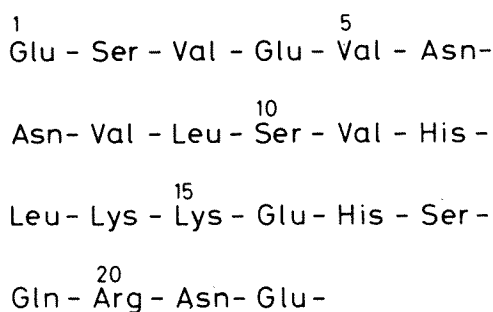 1 5
Glu - Ser - Val - Glu - Val - Asn-
10
Asn- Val - Leu - Ser - Val - His -
15
Leu - Lys - Lys - Glu - His - Ser -
20
Gln - Arg - Asn- Glu -